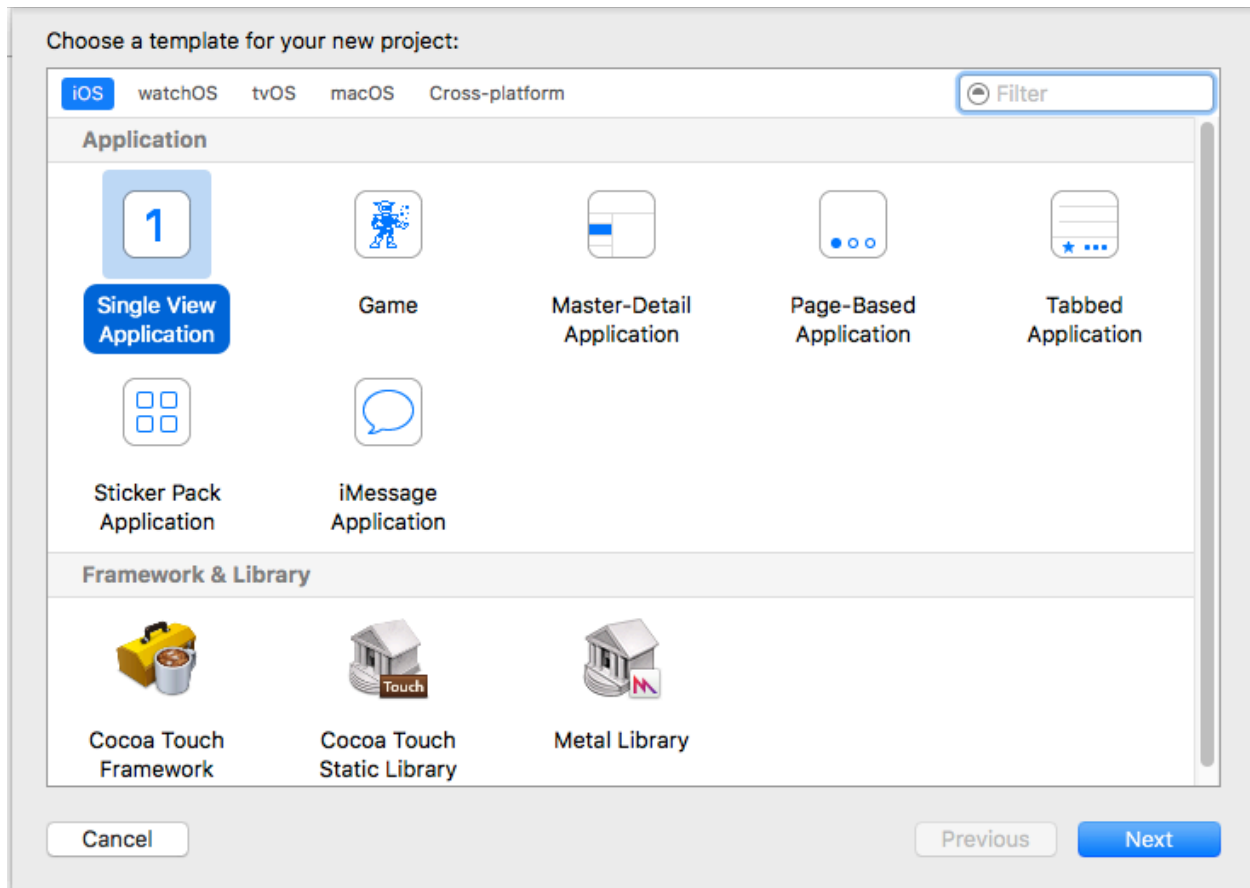 Choose a template for your new project:
iOS watchOS tvOS macOS Cross-platform Filter
Application
1
Single View Application
Game
Master-Detail Application
Page-Based Application
Tabbed Application
Sticker Pack Application
iMessage Application
Framework & Library
Touch
Cocoa Touch Framework
Cocoa Touch Static Library
Metal Library
Cancel Previous Next